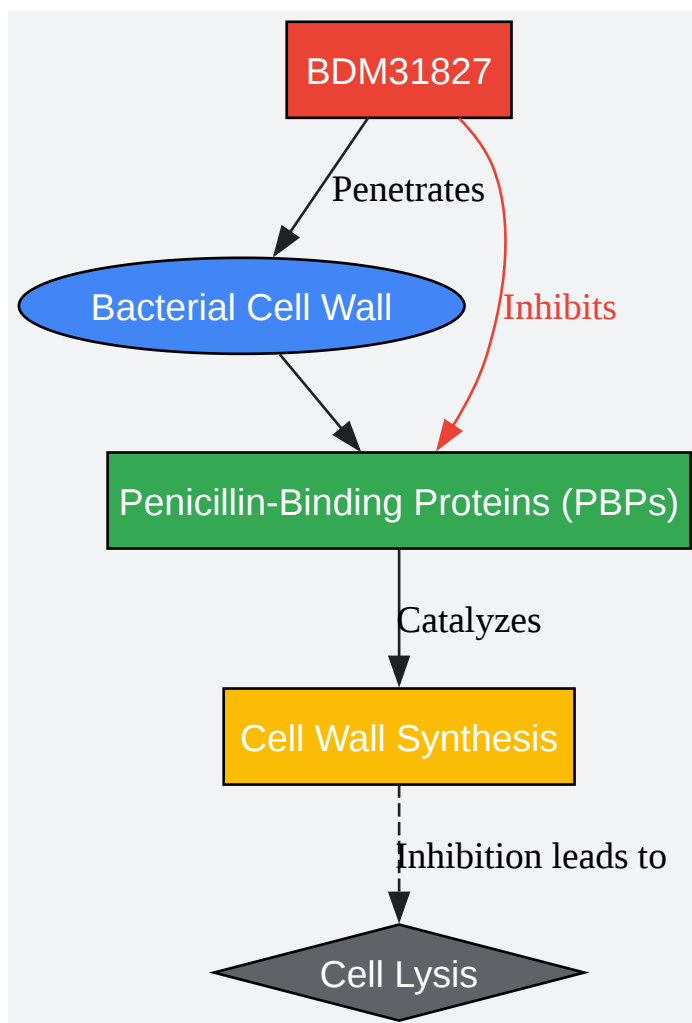 BDM31827
Penetrates
Bacterial Cell Wall
Inhibits
Penicillin-Binding Proteins (PBPs)
Catalyzes
Cell Wall Synthesis
Inhibition leads to
Cell Lysis